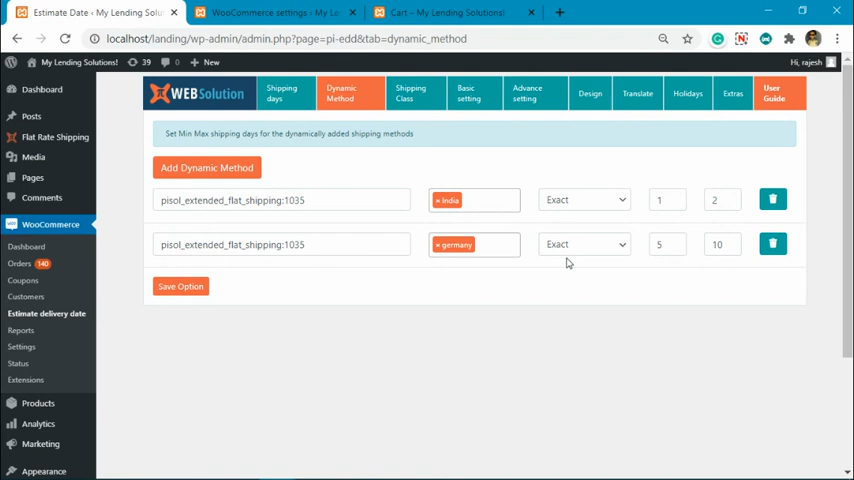 Estimate Date ‹ My Lending Solu
WooCommerce settings ‹ My Le
Cart – My Lending Solutions!
localhost/landing/wp-admin/admin.php?page=pi-edd&tab=dynamic_method
My Lending Solutions!
39
0
New
Hi, rajesh
Dashboard
Posts
Flat Rate Shipping
Media
Pages
Comments
WooCommerce
Dashboard
Orders 140
Coupons
Customers
Estimate delivery date
Reports
Settings
Status
Extensions
Products
Analytics
Marketing
Appearance
WEBSolution
Shipping days
Dynamic Method
Shipping Class
Basic setting
Advance setting
Design
Translate
Holidays
Extras
User Guide
Set Min Max shipping days for the dynamically added shipping methods
Add Dynamic Method
pisol_extended_flat_shipping:1035 × India Exact 1 2
pisol_extended_flat_shipping:1035 × germany Exact 5 10
Save Option